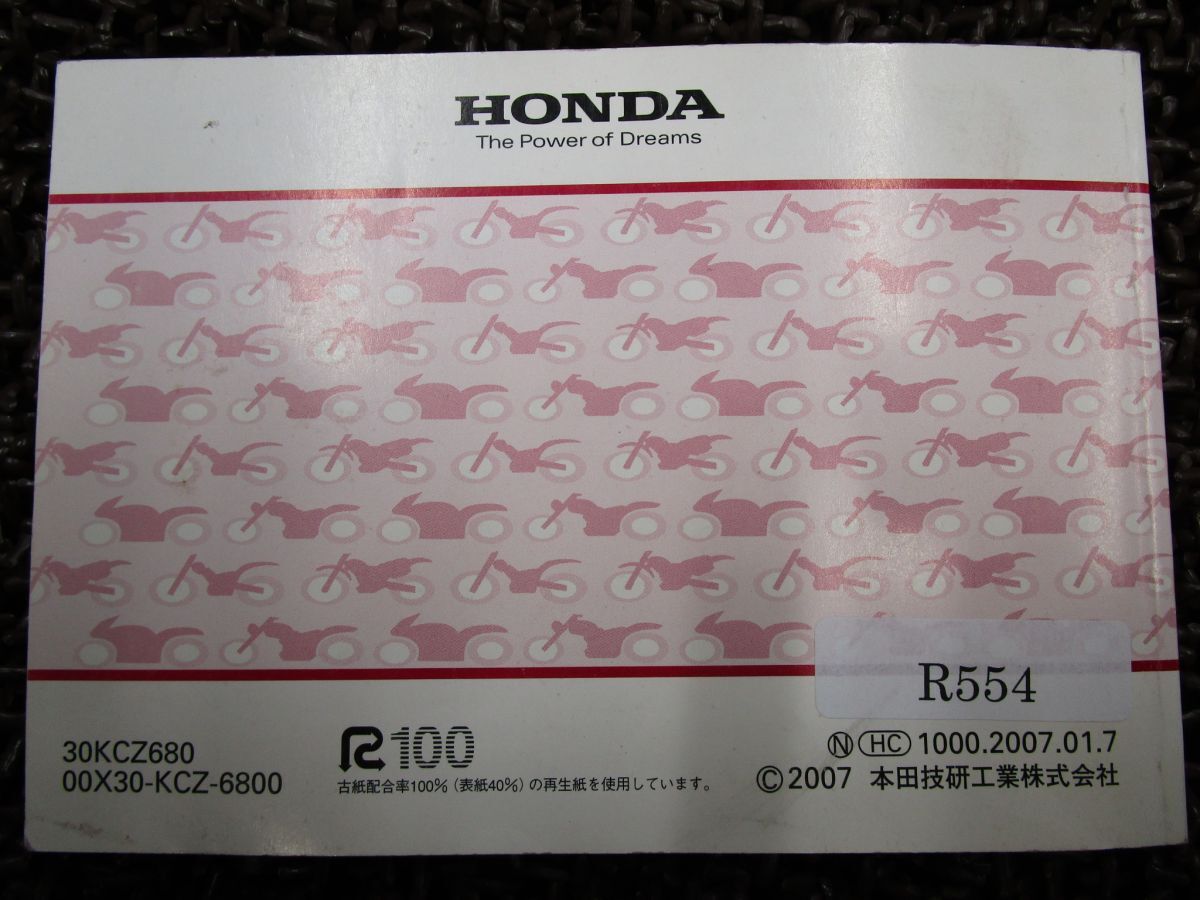 HONDA
The Power of Dreams
R554
30KCZ680
00X30-KCZ-6800
R100
古紙配合率100%(表紙40%)の再生紙を使用しています。
Ⓝ HC 1000.2007.01.7
©2007 本田技研工業株式会社